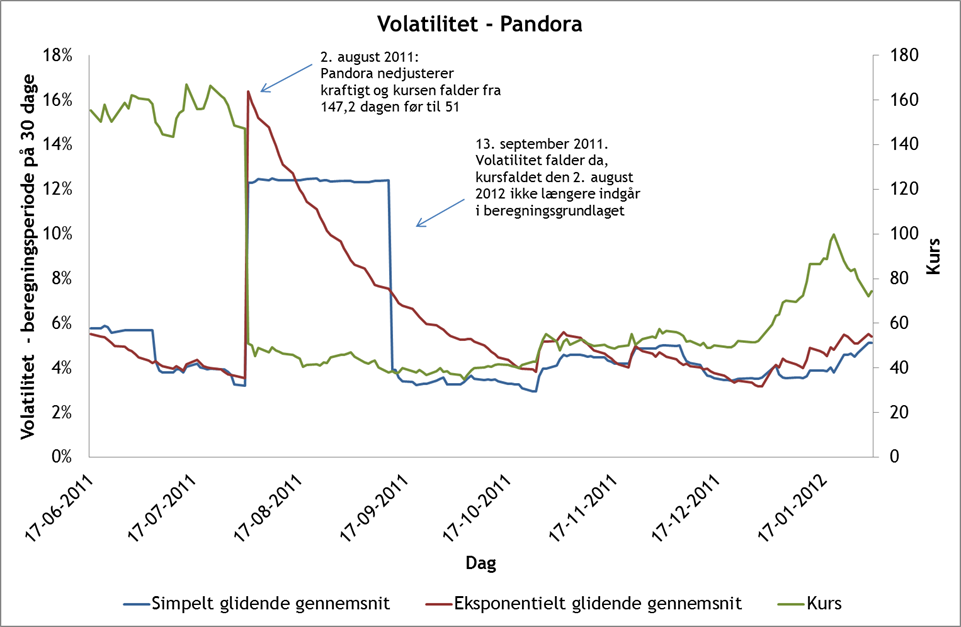 Volatilitet - Pandora
18%
16%
14%
12%
10%
8%
6%
4%
2%
0%
Volatilitet - beregningsperiode på 30 dage
2. august 2011:
Pandora nedjusterer
kraftigt og kursen falder fra
147,2 dagen før til 51
13. september 2011.
Volatilitet falder da,
kursfaldet den 2. august
2012 ikke længere indgår
i beregningsgrundlaget
180
160
140
120
100
80
60
40
20
0
Kurs
17-06-2011
17-07-2011
17-08-2011
17-09-2011
17-10-2011
17-11-2011
17-12-2011
17-01-2012
Dag
Simpelt glidende gennemsnit
Eksponentielt glidende gennemsnit
Kurs